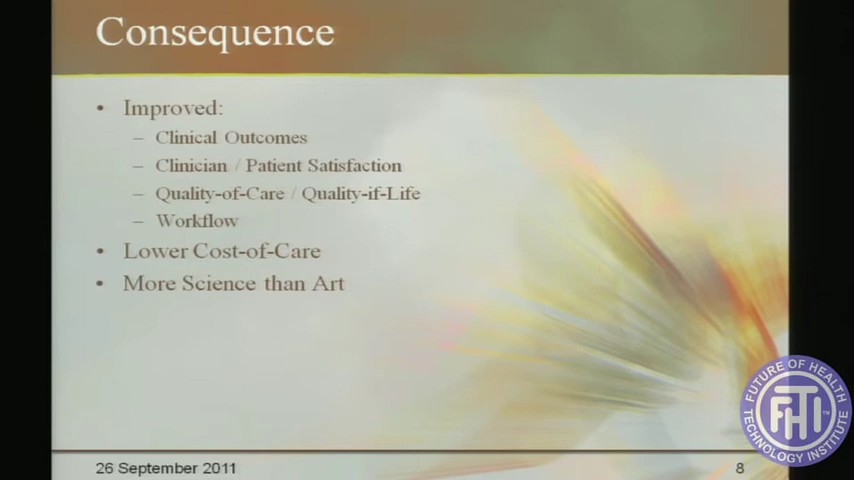 Consequence
• Improved:
– Clinical Outcomes
– Clinician / Patient Satisfaction
– Quality-of-Care / Quality-if-Life
– Workflow
• Lower Cost-of-Care
• More Science than Art
26 September 2011
8
FUTURE OF HEALTH
FHTI™
TECHNOLOGY INSTITUTE